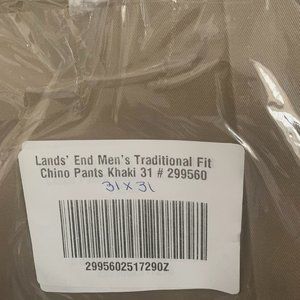 Lands' End Men's Traditional Fit
Chino Pants Khaki 31 # 299560
31 x 31
2995602517290Z